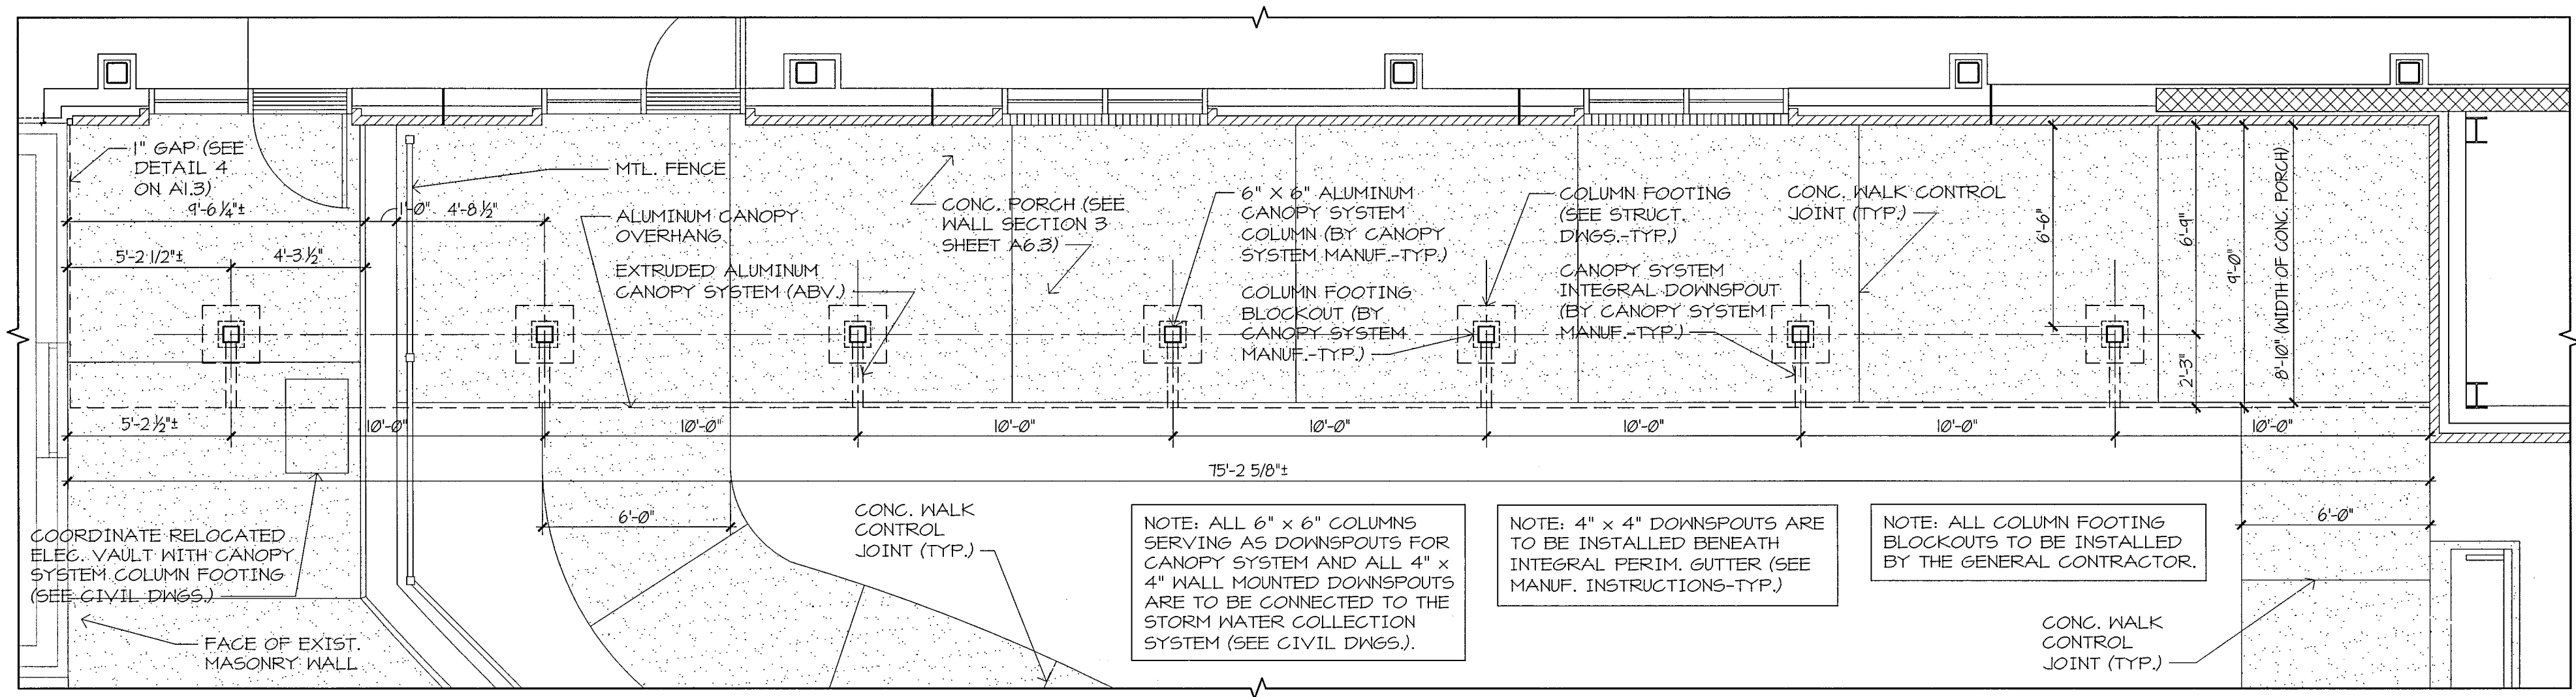 1" GAP (SEE
DETAIL 4
ON A1.3)
MTL. FENCE
ALUMINUM CANOPY
OVERHANG
EXTRUDED ALUMINUM
CANOPY SYSTEM (ABV.)
CONC. PORCH (SEE
WALL SECTION 3
SHEET A6.3)
6" X 6" ALUMINUM
CANOPY SYSTEM
COLUMN (BY CANOPY
SYSTEM MANUF.-TYP.)
COLUMN FOOTING
BLOCKOUT (BY
CANOPY SYSTEM
MANUF.-TYP.)
COLUMN FOOTING
(SEE STRUCT.
DWGS.-TYP.)
CANOPY SYSTEM
INTEGRAL DOWNSPOUT
(BY CANOPY SYSTEM
MANUF.-TYP.)
CONC. WALK CONTROL
JOINT (TYP.)
9'-6 1/4"±
1'-0"
4'-8 1/2"
5'-2 1/2"±
4'-3 1/2"
6'-6"
6'-9"
2'-3"
9'-0"
8'-10" (WIDTH OF CONC. PORCH)
5'-2 1/2"±
10'-0"
10'-0"
10'-0"
10'-0"
10'-0"
10'-0"
10'-0"
75'-2 5/8"±
6'-0"
6'-0"
COORDINATE RELOCATED
ELEC. VAULT WITH CANOPY
SYSTEM COLUMN FOOTING
(SEE CIVIL DWGS.)
FACE OF EXIST.
MASONRY WALL
CONC. WALK
CONTROL
JOINT (TYP.)
NOTE: ALL 6" x 6" COLUMNS
SERVING AS DOWNSPOUTS FOR
CANOPY SYSTEM AND ALL 4" x
4" WALL MOUNTED DOWNSPOUTS
ARE TO BE CONNECTED TO THE
STORM WATER COLLECTION
SYSTEM (SEE CIVIL DWGS.).
NOTE: 4" x 4" DOWNSPOUTS ARE
TO BE INSTALLED BENEATH
INTEGRAL PERIM. GUTTER (SEE
MANUF. INSTRUCTIONS-TYP.)
NOTE: ALL COLUMN FOOTING
BLOCKOUTS TO BE INSTALLED
BY THE GENERAL CONTRACTOR.
CONC. WALK
CONTROL
JOINT (TYP.)